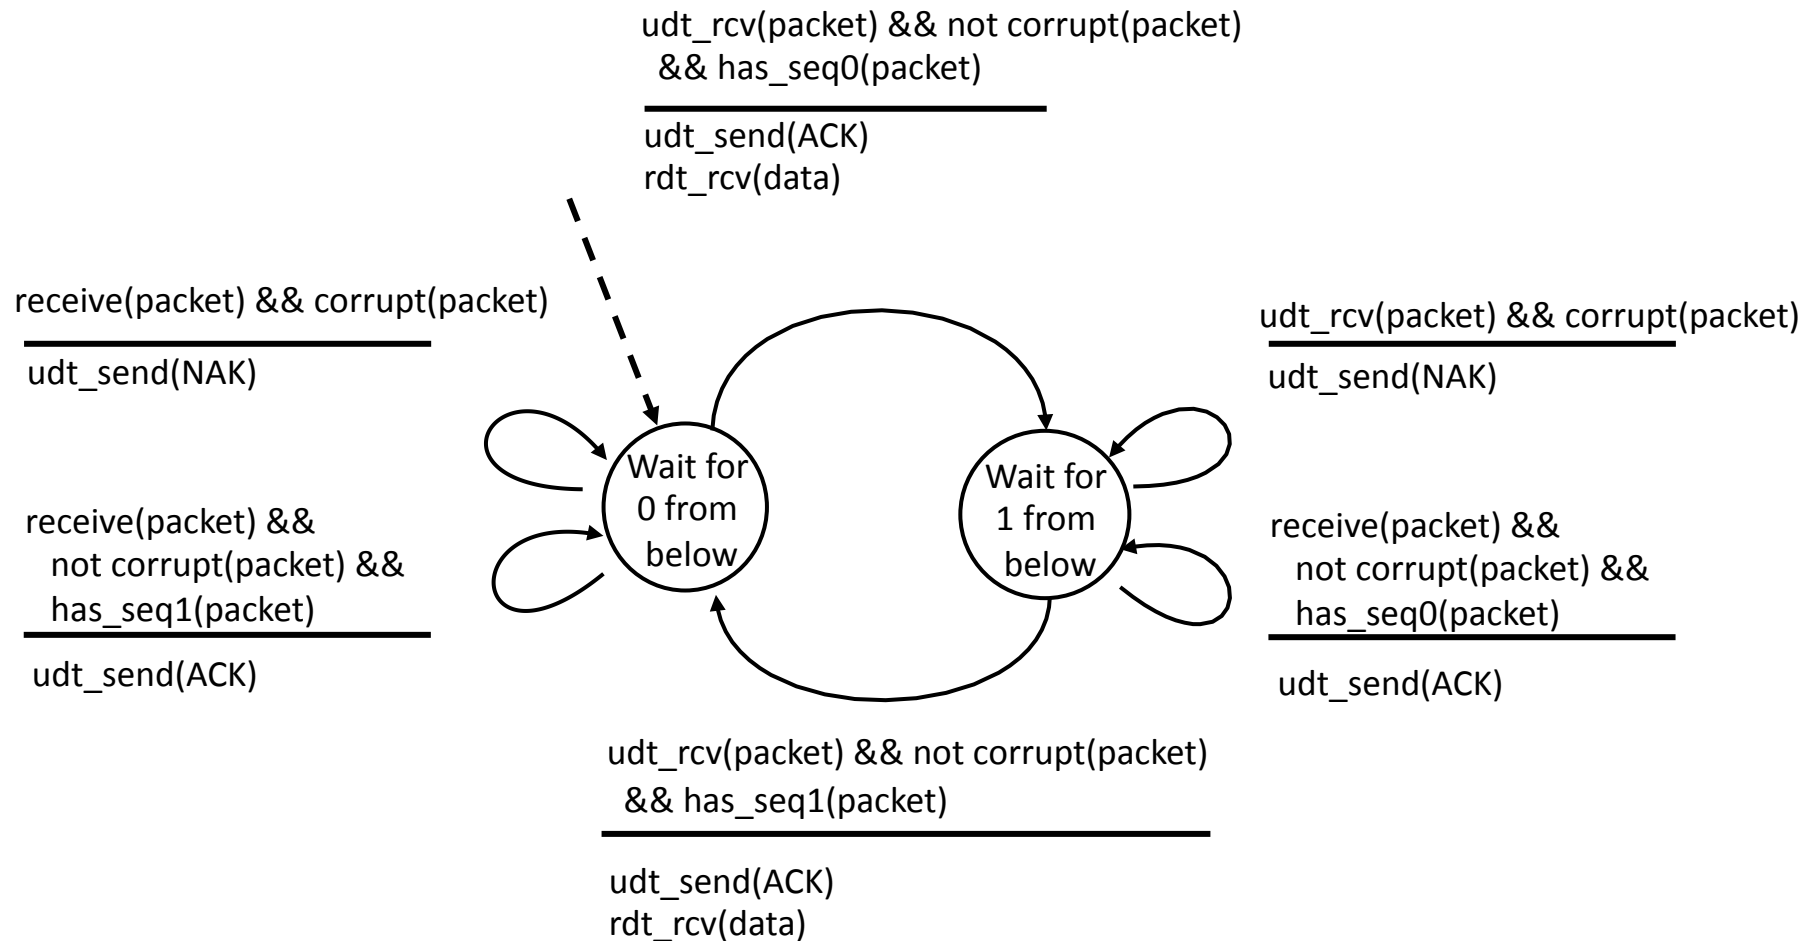 udt_rcv(packet) && not corrupt(packet)
&& has_seq0(packet)
udt_send(ACK)
rdt_rcv(data)
receive(packet) && corrupt(packet)
udt_send(NAK)
udt_rcv(packet) && corrupt(packet)
udt_send(NAK)
Wait for
0 from
below
Wait for
1 from
below
receive(packet) &&
not corrupt(packet) &&
has_seq1(packet)
udt_send(ACK)
receive(packet) &&
not corrupt(packet) &&
has_seq0(packet)
udt_send(ACK)
udt_rcv(packet) && not corrupt(packet)
&& has_seq1(packet)
udt_send(ACK)
rdt_rcv(data)